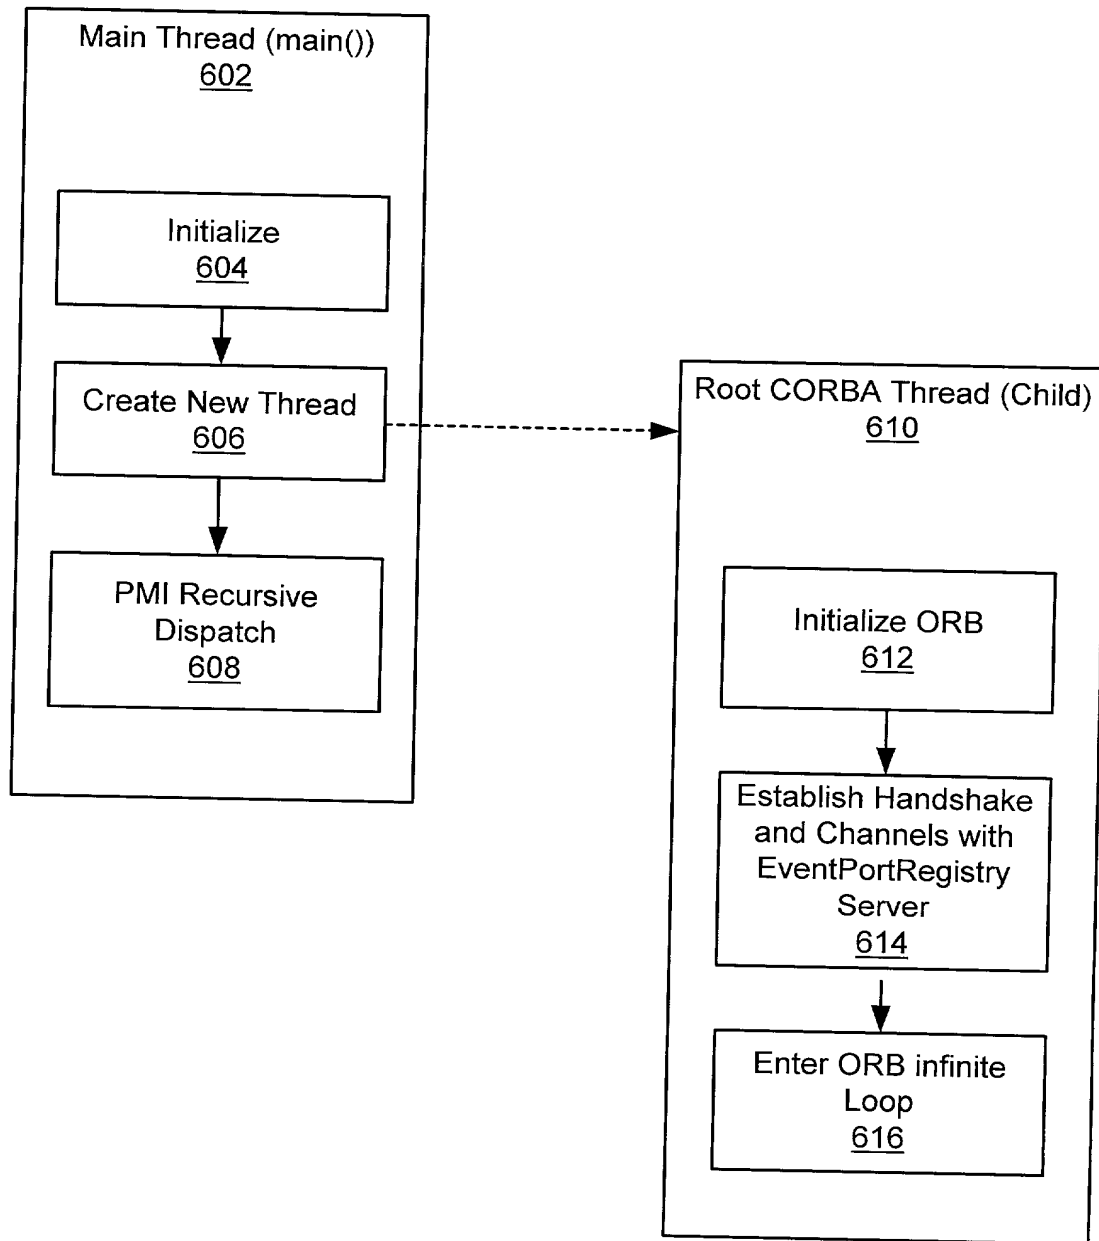 Main Thread (main())
602
Initialize
604
Create New Thread
606
PMI Recursive
Dispatch
608
Root CORBA Thread (Child)
610
Initialize ORB
612
Establish Handshake
and Channels with
EventPortRegistry
Server
614
Enter ORB infinite
Loop
616